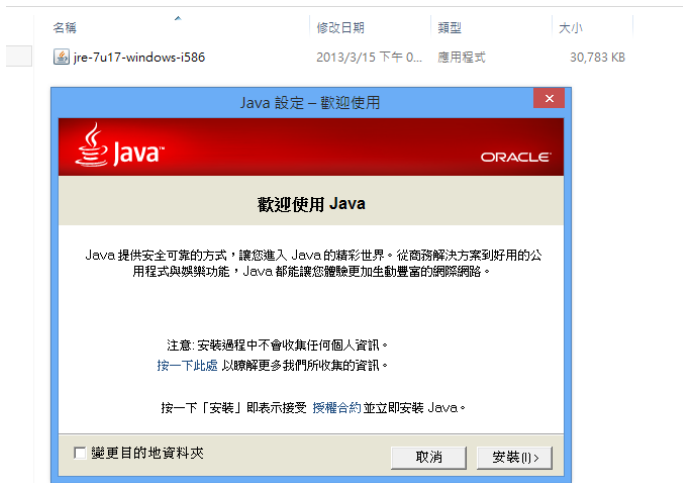 名稱 修改日期 類型 大小
jre-7u17-windows-i586 2013/3/15 下午 0... 應用程式 30,783 KB
Java 設定 – 歡迎使用
Java™ ORACLE®
歡迎使用 Java
Java 提供安全可靠的方式，讓您進入 Java 的精彩世界。從商務解決方案到好用的公
用程式與娛樂功能，Java 都能讓您體驗更加生動豐富的網際網路。
注意: 安裝過程中不會收集任何個人資訊。
按一下此處 以瞭解更多我們所收集的資訊。
按一下「安裝」即表示接受 授權合約 並立即安裝 Java。
變更目的地資料夾 取消 安裝(I) >